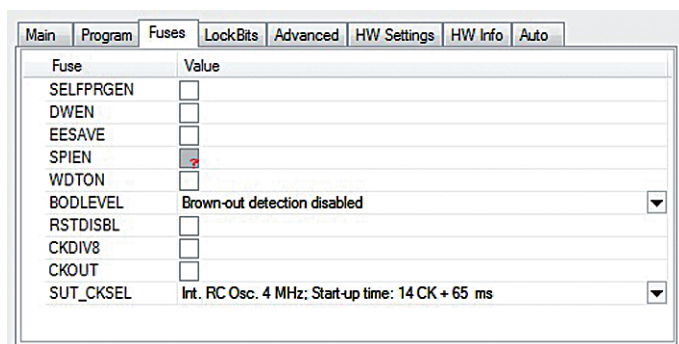 Main Program Fuses LockBits Advanced HW Settings HW Info Auto
Fuse Value
SELFPRGEN
DWEN
EESAVE
SPIEN ?
WDTON
BODLEVEL Brown-out detection disabled
RSTDISBL
CKDIV8
CKOUT
SUT_CKSEL Int. RC Osc. 4 MHz; Start-up time: 14 CK + 65 ms